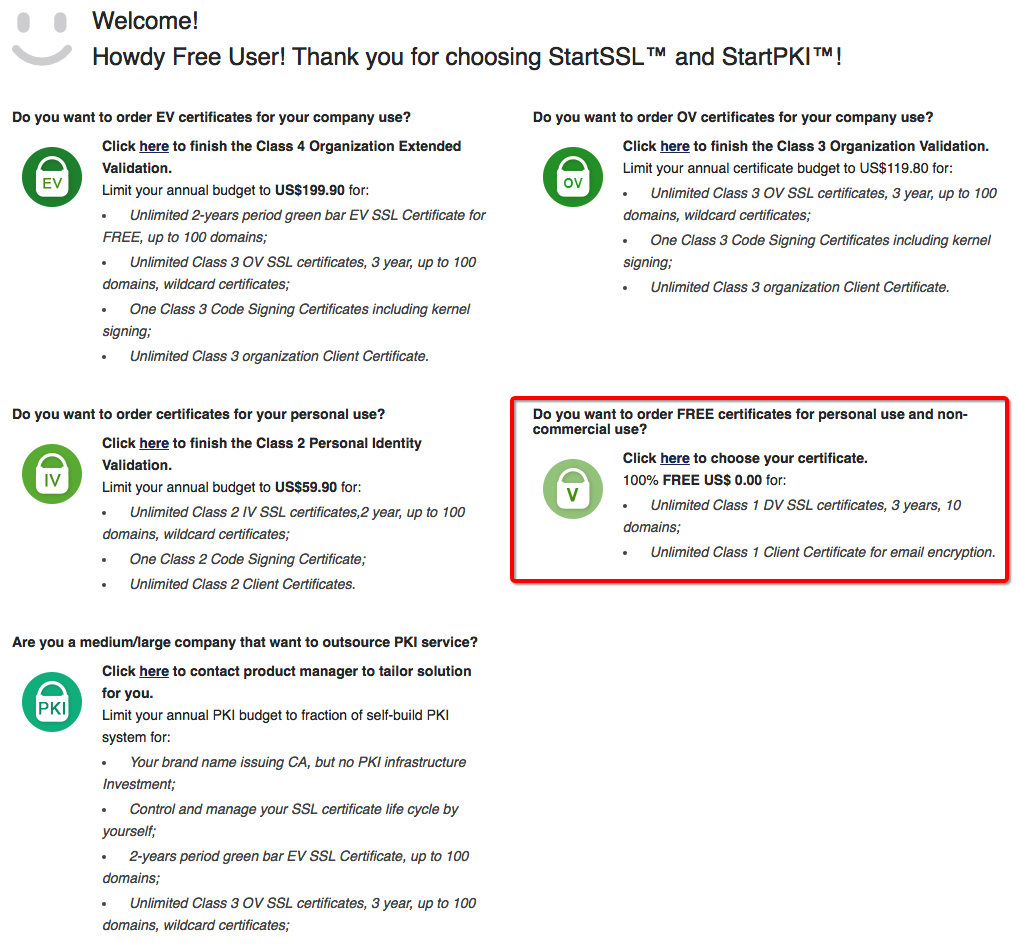 Welcome!
Howdy Free User! Thank you for choosing StartSSL™ and StartPKI™!
Do you want to order EV certificates for your company use?
EV
Click here to finish the Class 4 Organization Extended
Validation.
Limit your annual budget to US$199.90 for:
• Unlimited 2-years period green bar EV SSL Certificate for
FREE, up to 100 domains;
• Unlimited Class 3 OV SSL certificates, 3 year, up to 100
domains, wildcard certificates;
• One Class 3 Code Signing Certificates including kernel
signing;
• Unlimited Class 3 organization Client Certificate.
Do you want to order OV certificates for your company use?
OV
Click here to finish the Class 3 Organization Validation.
Limit your annual certificate budget to US$119.80 for:
• Unlimited Class 3 OV SSL certificates, 3 year, up to 100
domains, wildcard certificates;
• One Class 3 Code Signing Certificates including kernel
signing;
• Unlimited Class 3 organization Client Certificate.
Do you want to order certificates for your personal use?
IV
Click here to finish the Class 2 Personal Identity
Validation.
Limit your annual budget to US$59.90 for:
• Unlimited Class 2 IV SSL certificates,2 year, up to 100
domains, wildcard certificates;
• One Class 2 Code Signing Certificate;
• Unlimited Class 2 Client Certificates.
Do you want to order FREE certificates for personal use and non-
commercial use?
V
Click here to choose your certificate.
100% FREE US$ 0.00 for:
• Unlimited Class 1 DV SSL certificates, 3 years, 10
domains;
• Unlimited Class 1 Client Certificate for email encryption.
Are you a medium/large company that want to outsource PKI service?
PKI
Click here to contact product manager to tailor solution
for you.
Limit your annual PKI budget to fraction of self-build PKI
system for:
• Your brand name issuing CA, but no PKI infrastructure
Investment;
• Control and manage your SSL certificate life cycle by
yourself;
• 2-years period green bar EV SSL Certificate, up to 100
domains;
• Unlimited Class 3 OV SSL certificates, 3 year, up to 100
domains, wildcard certificates;